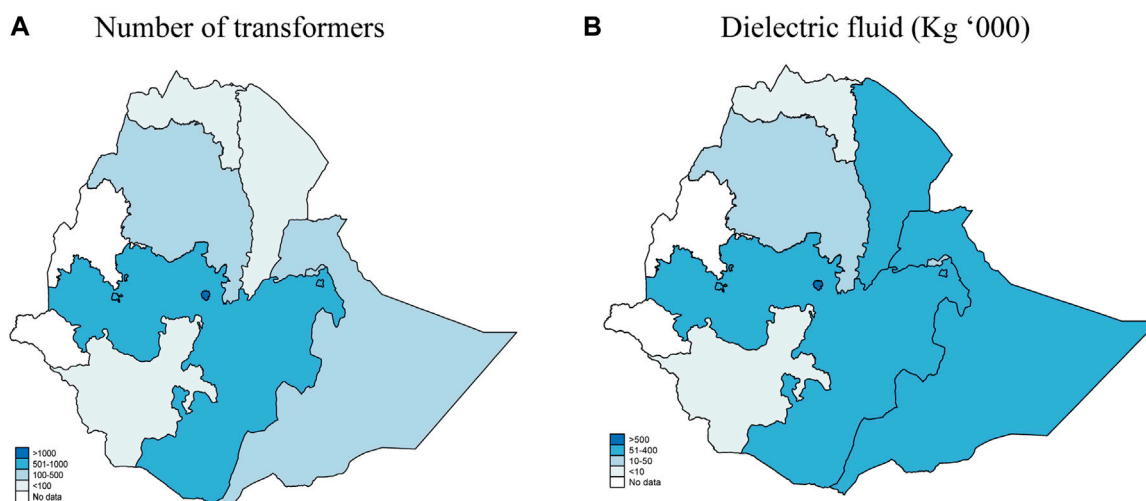 A Number of transformers
B Dielectric fluid (Kg ‘000)
>1000
501-1000
100-500
<100
No data
>500
51-400
10-50
<10
No data